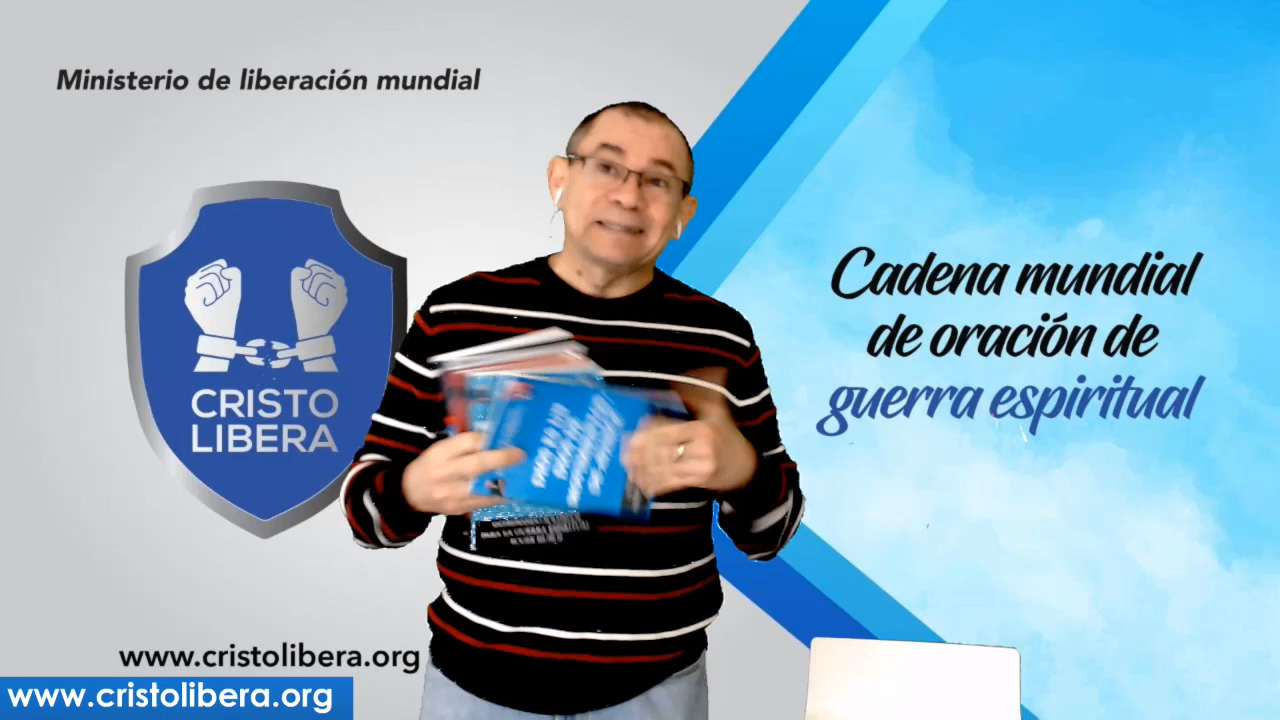 Ministerio de liberación mundial
CRISTO
LIBERA
Cadena mundial
de oración de
guerra espiritual
www.cristolibera.org
www.cristolibera.org